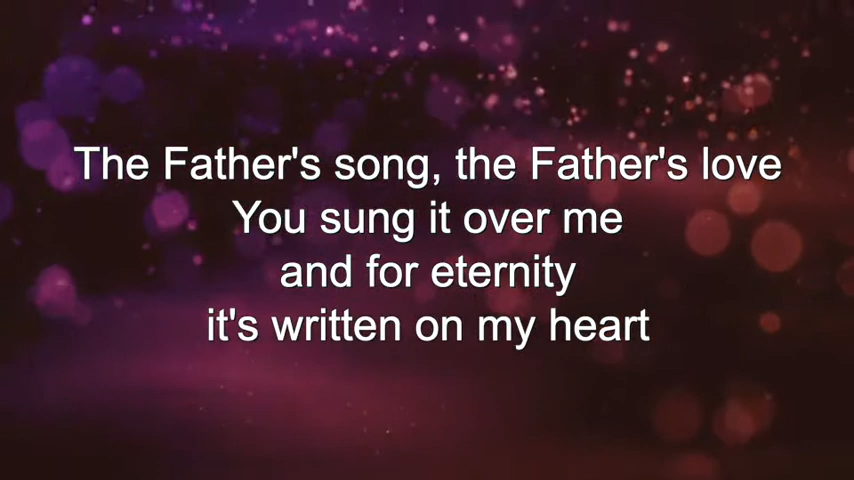 The Father's song, the Father's love
You sung it over me
and for eternity
it's written on my heart